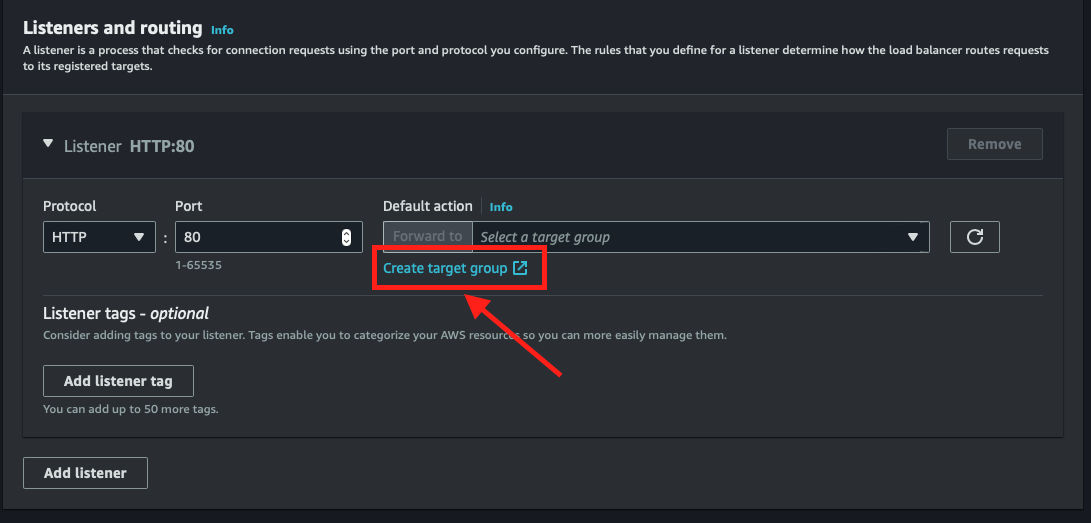 Listeners and routing Info
A listener is a process that checks for connection requests using the port and protocol you configure. The rules that you define for a listener determine how the load balancer routes requests
to its registered targets.
Listener HTTP:80
Remove
Protocol Port Default action Info
HTTP : 80 Forward to Select a target group
1-65535 Create target group
Listener tags - optional
Consider adding tags to your listener. Tags enable you to categorize your AWS resources so you can more easily manage them.
Add listener tag
You can add up to 50 more tags.
Add listener